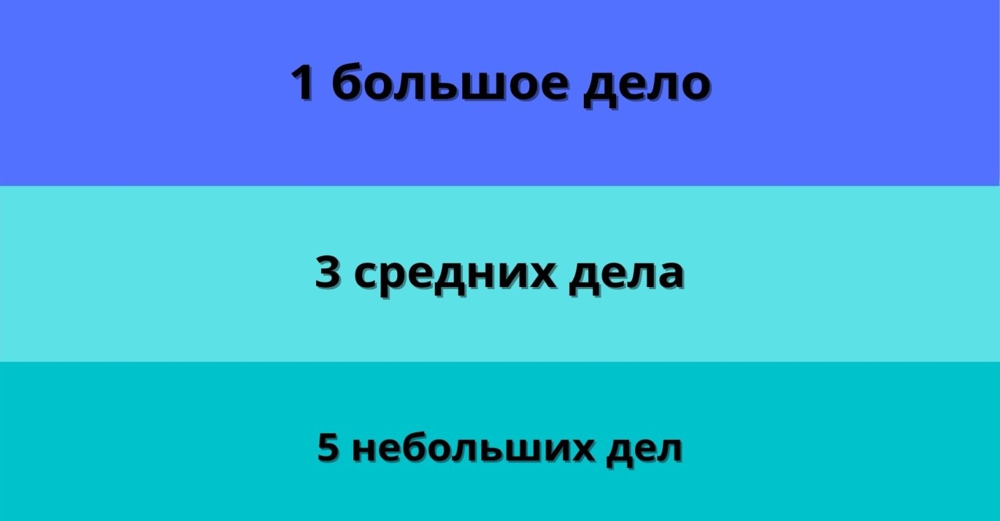 1 большое дело
3 средних дела
5 небольших дел